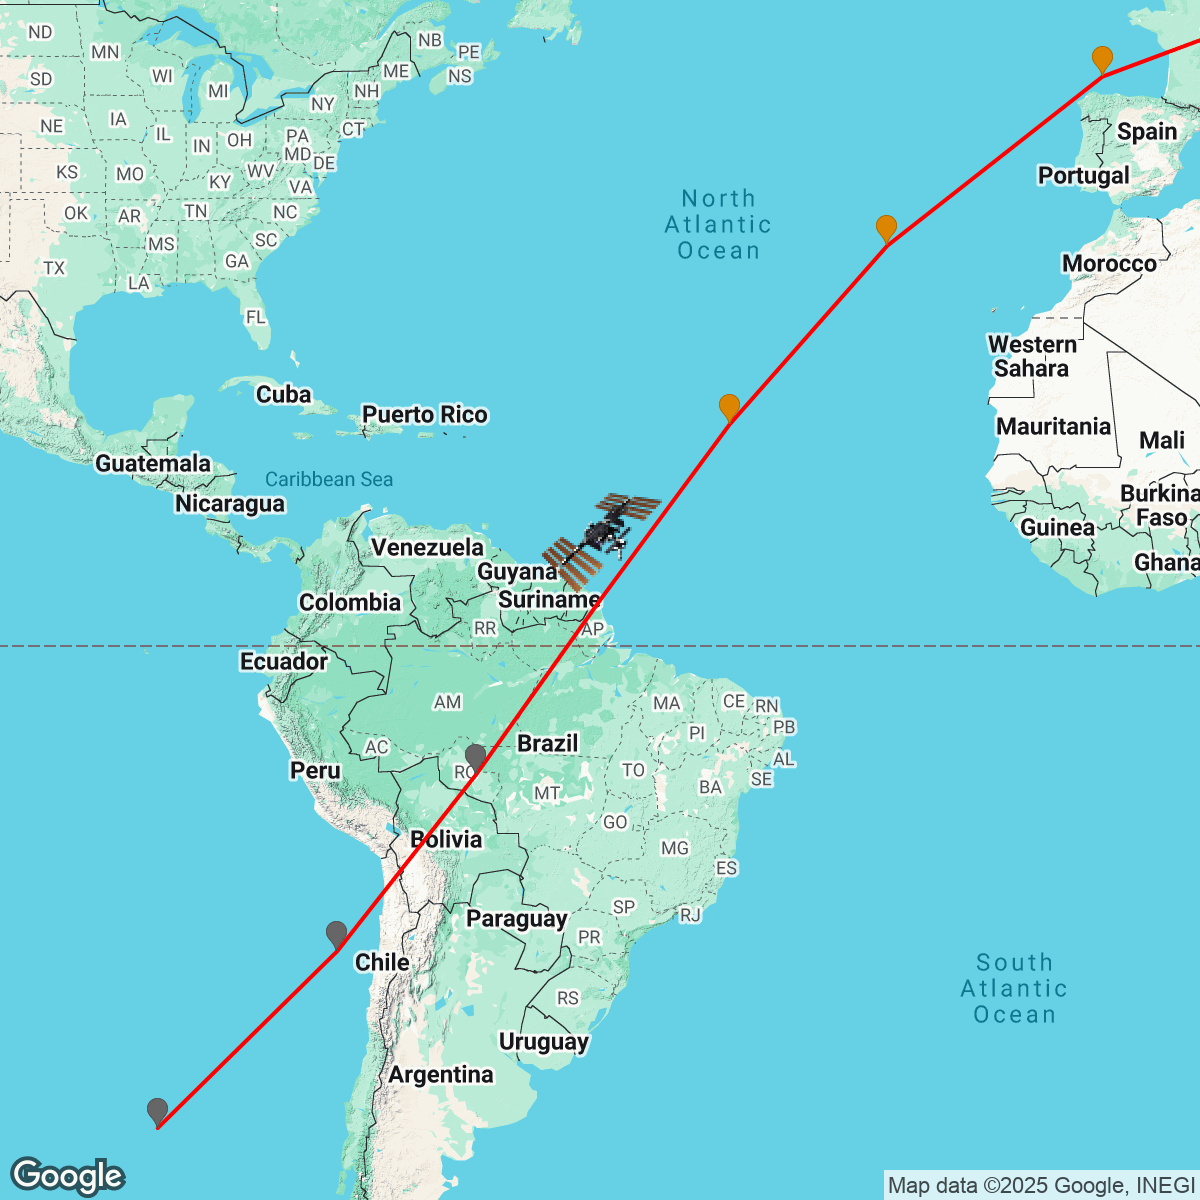 ND
MN
NB
PE
ME
NS
SD
WI
MI
NH
NY
NE
IA
IL
IN
OH
PA
CT
MD
DE
KS
MO
WV
KY
VA
OK
AR
TN
NC
MS
SC
TX
LA
GA
FL
Spain
Portugal
North
Atlantic
Ocean
Morocco
Western
Sahara
Cuba
Puerto Rico
Mauritania
Mali
Guatemala
Caribbean Sea
Nicaragua
Burkina
Faso
Guinea
Ghana
Venezuela
Guyana
Suriname
Colombia
RR
AP
Ecuador
AM
MA
CE
RN
PB
PI
AC
Brazil
AL
Peru
RO
TO
SE
MT
BA
GO
Bolivia
MG
ES
SP
RJ
Paraguay
PR
Chile
South
Atlantic
Ocean
RS
Uruguay
Argentina
Google
Map data ©2025 Google, INEGI